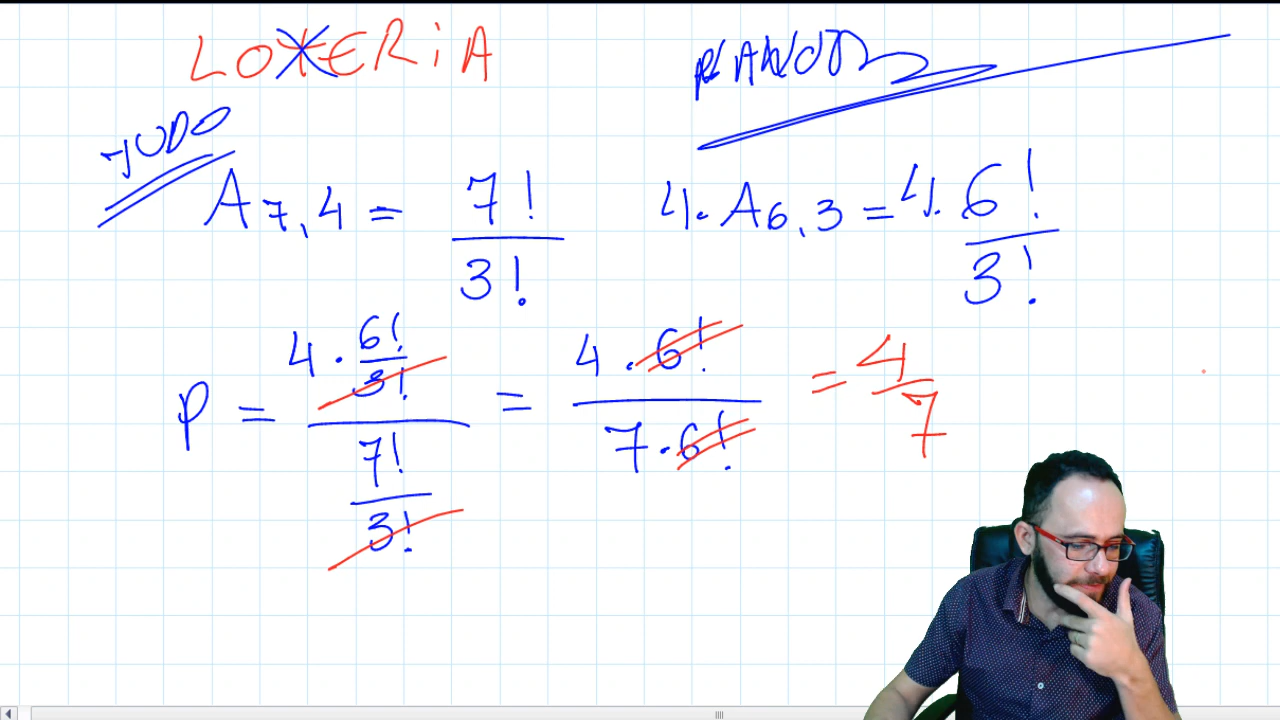 LOTERIA
TUDO
A7,4 = 7!/3!
4·A6,3 = 4·6!/3!
P = (4·6!/3!)/(7!/3!) = (4·6!)/(7·6!) = 4/7